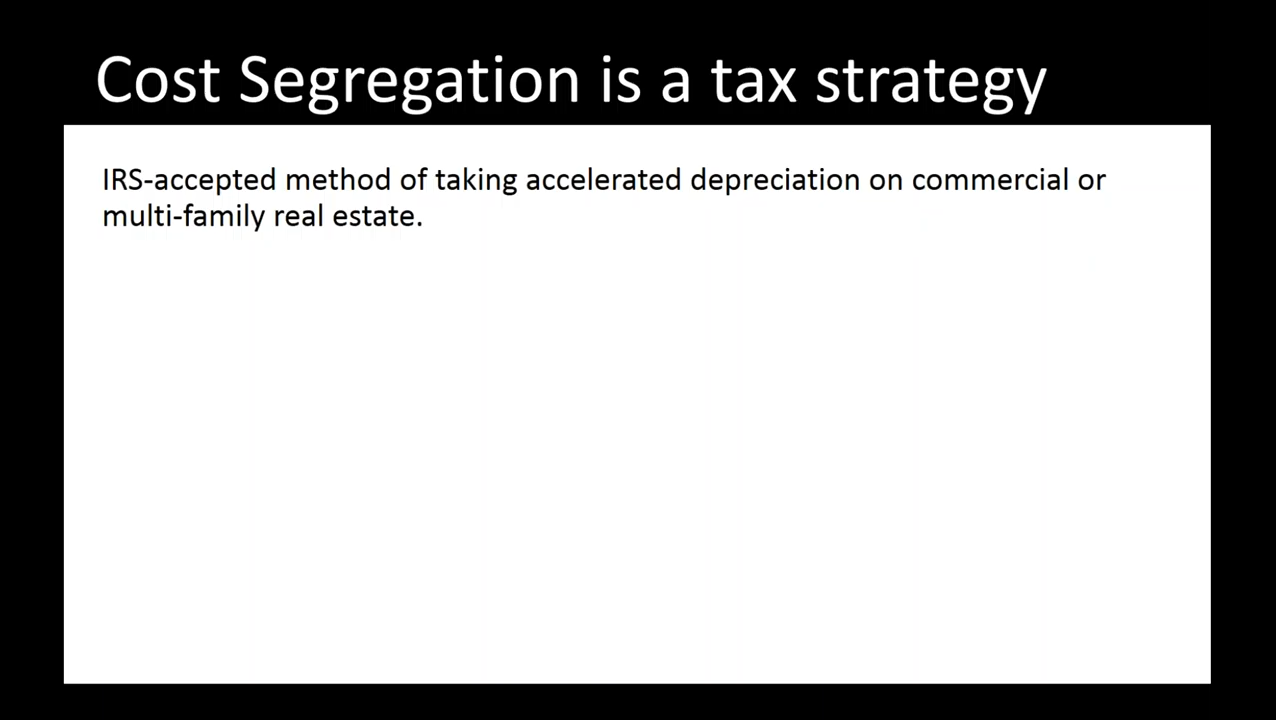 Cost Segregation is a tax strategy
IRS-accepted method of taking accelerated depreciation on commercial or
multi-family real estate.